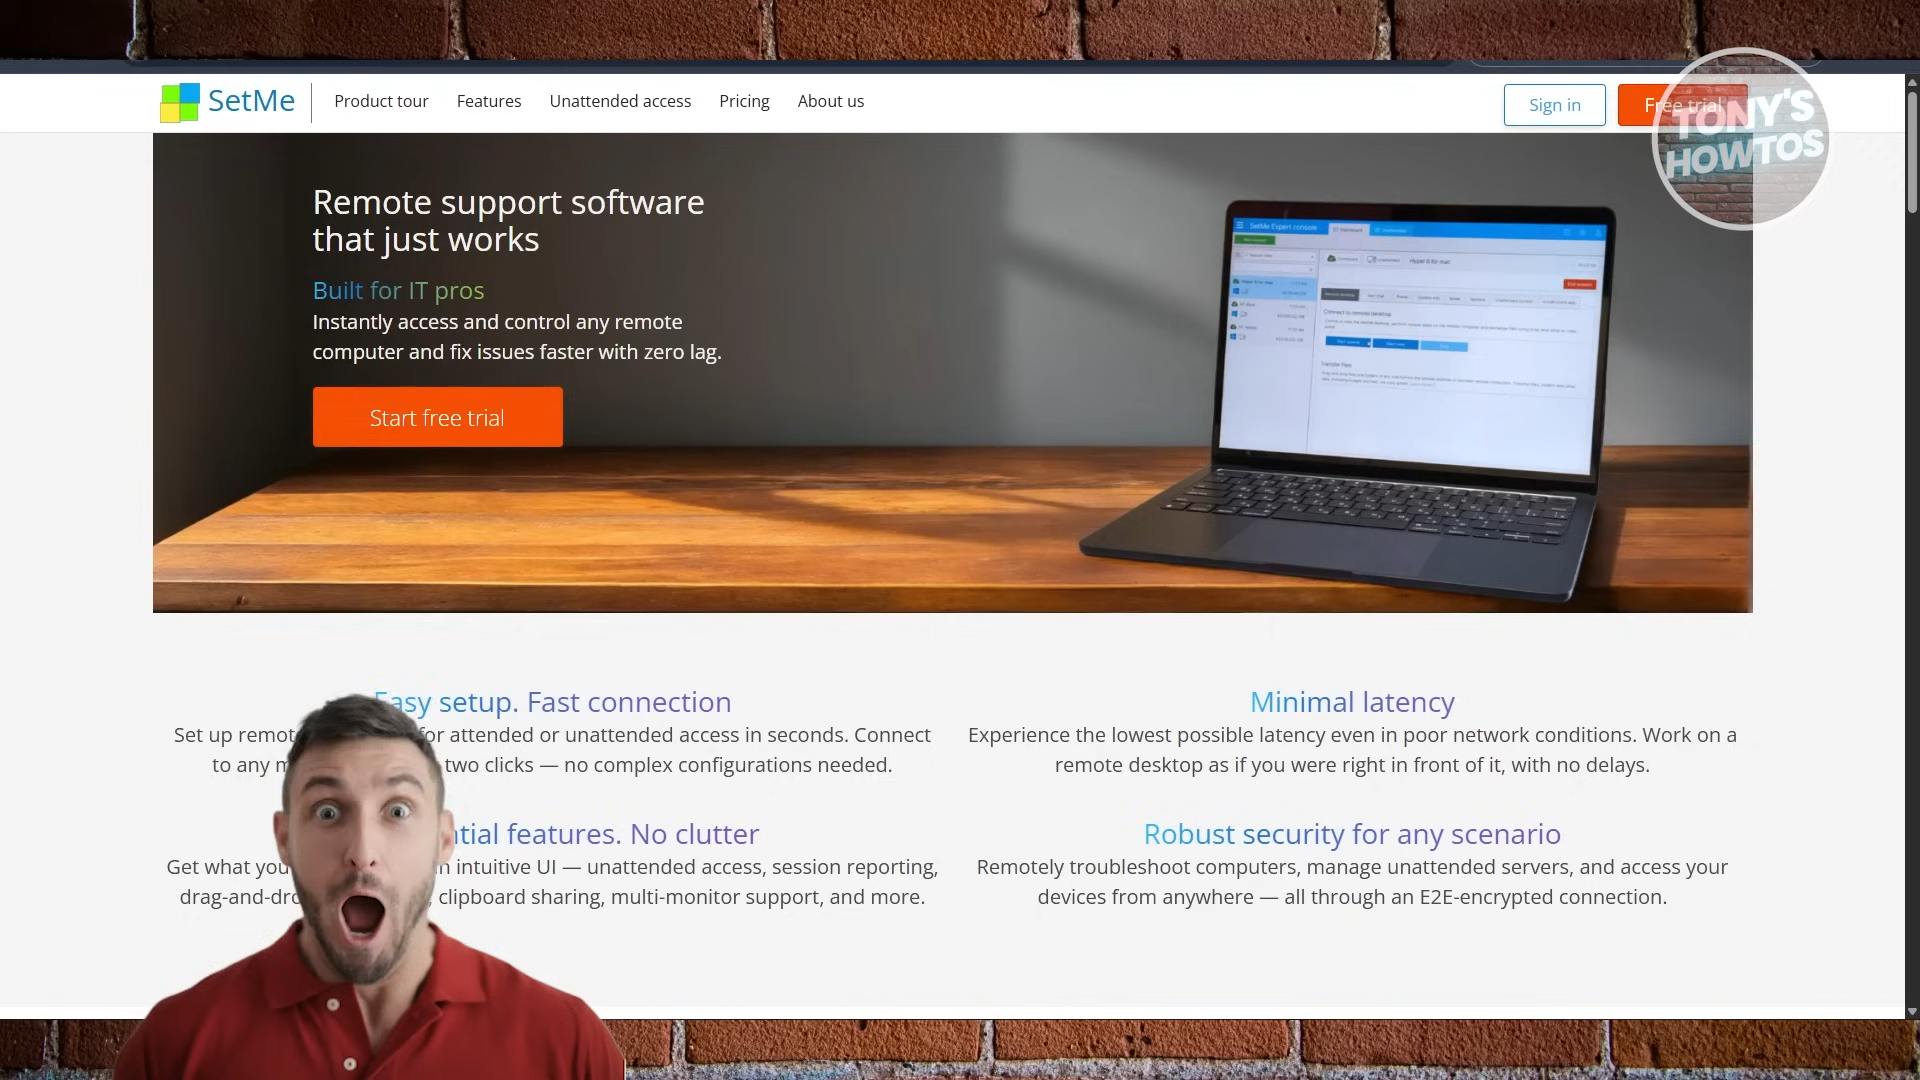 SetMe
Product tour
Features
Unattended access
Pricing
About us
Sign in
Free trial
TONY'S
HOWTOS
Remote support software
that just works
Built for IT pros
Instantly access and control any remote
computer and fix issues faster with zero lag.
Start free trial
SetMe Expert console
Easy setup. Fast connection
Set up remot for attended or unattended access in seconds. Connect
to any m two clicks — no complex configurations needed.
Minimal latency
Experience the lowest possible latency even in poor network conditions. Work on a
remote desktop as if you were right in front of it, with no delays.
ntial features. No clutter
Get what you n intuitive UI — unattended access, session reporting,
drag-and-dro , clipboard sharing, multi-monitor support, and more.
Robust security for any scenario
Remotely troubleshoot computers, manage unattended servers, and access your
devices from anywhere — all through an E2E-encrypted connection.